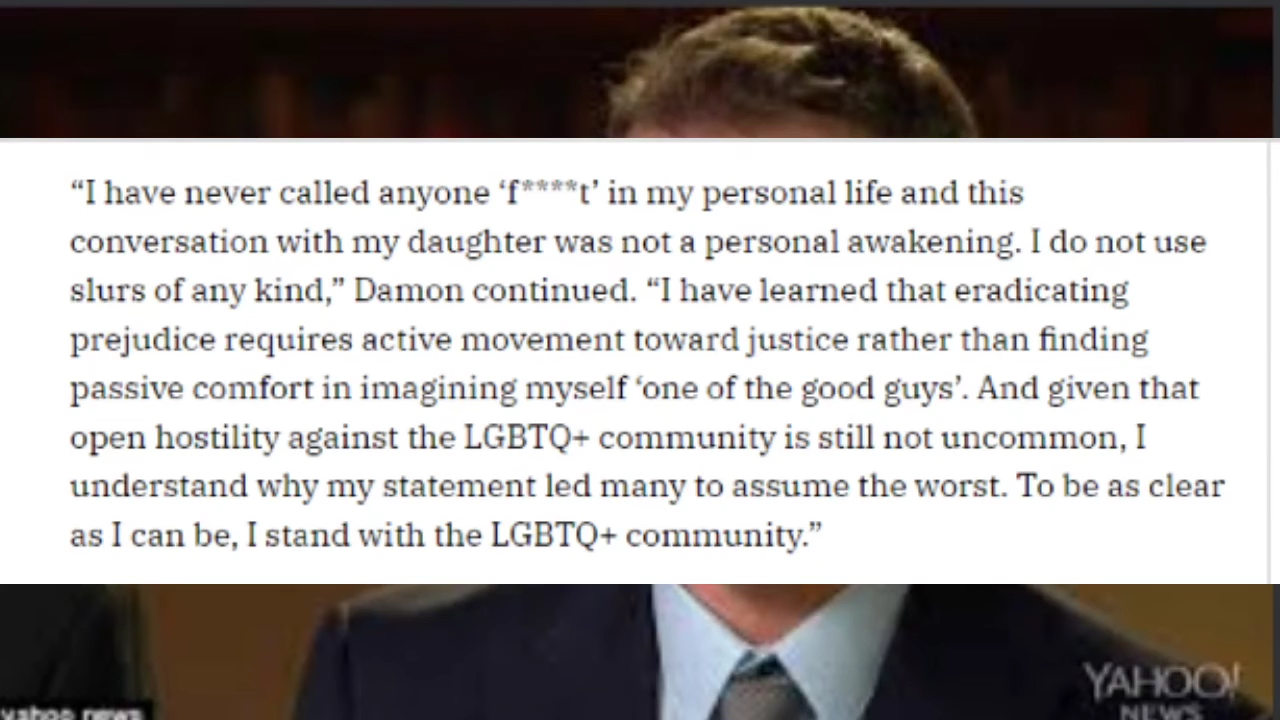 “I have never called anyone ‘f****t’ in my personal life and this
conversation with my daughter was not a personal awakening. I do not use
slurs of any kind,” Damon continued. “I have learned that eradicating
prejudice requires active movement toward justice rather than finding
passive comfort in imagining myself ‘one of the good guys’. And given that
open hostility against the LGBTQ+ community is still not uncommon, I
understand why my statement led many to assume the worst. To be as clear
as I can be, I stand with the LGBTQ+ community.”
YAHOO!
NEWS
yahoo news